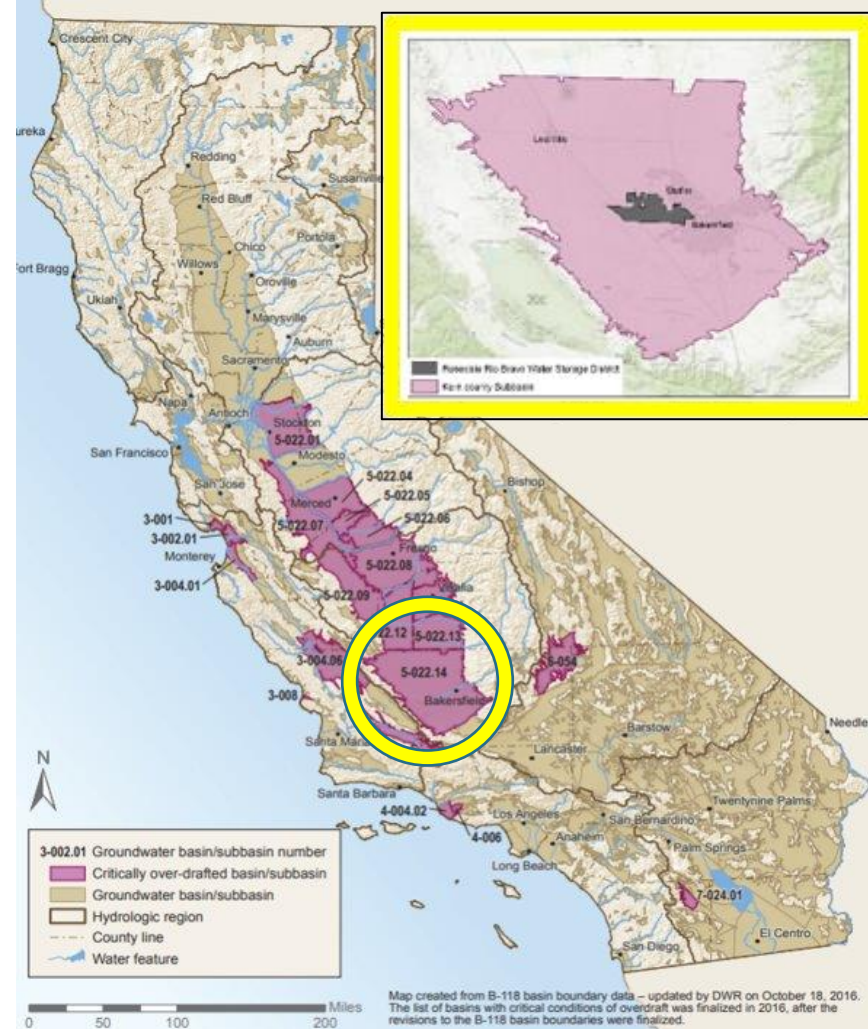 Crescent City
ureka
Redding
Red Bluff
Susanville
Chico
Portola
Willows
Fort Bragg
Oroville
Ukiah
Marysville
Auburn
Sacramento
Napa
Antioch
Stockton
5-022.01
San Francisco
Modesto
5-022.04
Bishop
San Jose
Merced
5-022.05
3-001
5-022.07
5-022.06
3-002.01
Fresno
Monterey
5-022.08
3-004.01
5-022.09
Visalia
22.12
5-022.13
3-004.06
5-022.14
6-054
3-008
Bakersfield
Santa Maria
Barstow
Needle
Lancaster
Santa Barbara
Twentynine Palms
4-004.02
Los Angeles
San Bernardino
4-006
Anaheim
Palm Springs
Long Beach
7-024.01
El Centro
San Diego
Lost Hills
Shafter
Bakersfield
Rosedale Rio Bravo Water Storage District
Kern county Subbasin
N
3-002.01 Groundwater basin/subbasin number
Critically over-drafted basin/subbasin
Groundwater basin/subbasin
Hydrologic region
County line
Water feature
Miles
0 50 100 200
Map created from B-118 basin boundary data – updated by DWR on October 18, 2016.
The list of basins with critical conditions of overdraft was finalized in 2016, after the
revisions to the B-118 basin boundaries were finalized.